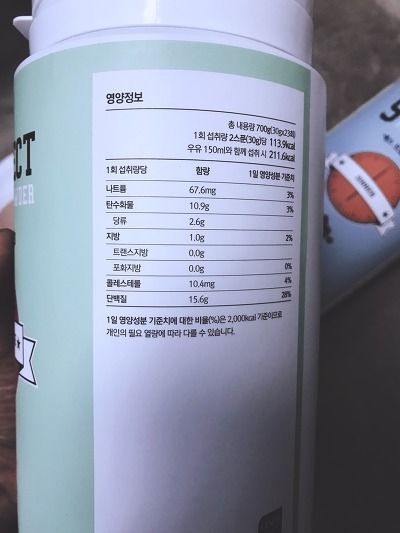 영양정보
총 내용량 700g(30gx23회)
1회 섭취량 2스푼(30g)당 113.9kcal
우유 150ml와 함께 섭취 시 211.6kcal
1회 섭취량당 함량 1일 영양성분 기준치
나트륨 67.6mg 3%
탄수화물 10.9g 3%
당류 2.6g
지방 1.0g 2%
트랜스지방 0.0g
포화지방 0.0g 0%
콜레스테롤 10.4mg 4%
단백질 15.6g 28%
1일 영양성분 기준치에 대한 비율(%)은 2,000kcal 기준이므로
개인의 필요 열량에 따라 다를 수 있습니다.